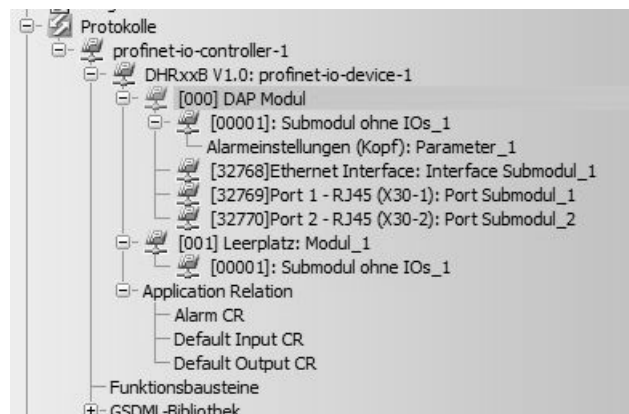 Protokolle
profinet-io-controller-1
DHRxxB V1.0: profinet-io-device-1
[000] DAP Modul
[00001]: Submodul ohne IOs_1
Alarmeinstellungen (Kopf): Parameter_1
[32768]Ethernet Interface: Interface Submodul_1
[32769]Port 1 - RJ45 (X30-1): Port Submodul_1
[32770]Port 2 - RJ45 (X30-2): Port Submodul_2
[001] Leerplatz: Modul_1
[00001]: Submodul ohne IOs_1
Application Relation
Alarm CR
Default Input CR
Default Output CR
Funktionsbausteine
GSDML-Bibliothek